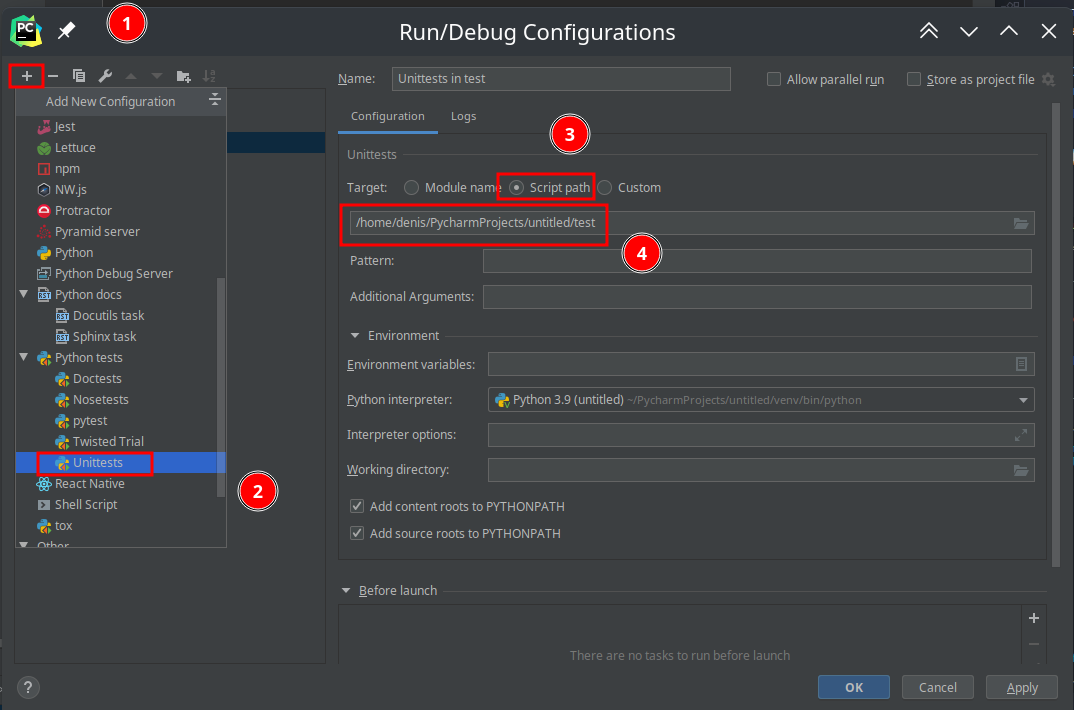 PC
1
Run/Debug Configurations
Add New Configuration
Jest
Lettuce
npm
NW.js
Protractor
Pyramid server
Python
Python Debug Server
Python docs
Docutils task
Sphinx task
Python tests
Doctests
Nosetests
pytest
Twisted Trial
Unittests
React Native
Shell Script
tox
Other
2
Name: Unittests in test
Allow parallel run
Store as project file
Configuration Logs
3
Unittests
Target: Module name Script path Custom
/home/denis/PycharmProjects/untitled/test
4
Pattern:
Additional Arguments:
Environment
Environment variables:
Python interpreter: Python 3.9 (untitled) ~/PycharmProjects/untitled/venv/bin/python
Interpreter options:
Working directory:
Add content roots to PYTHONPATH
Add source roots to PYTHONPATH
Before launch
There are no tasks to run before launch
? OK Cancel Apply